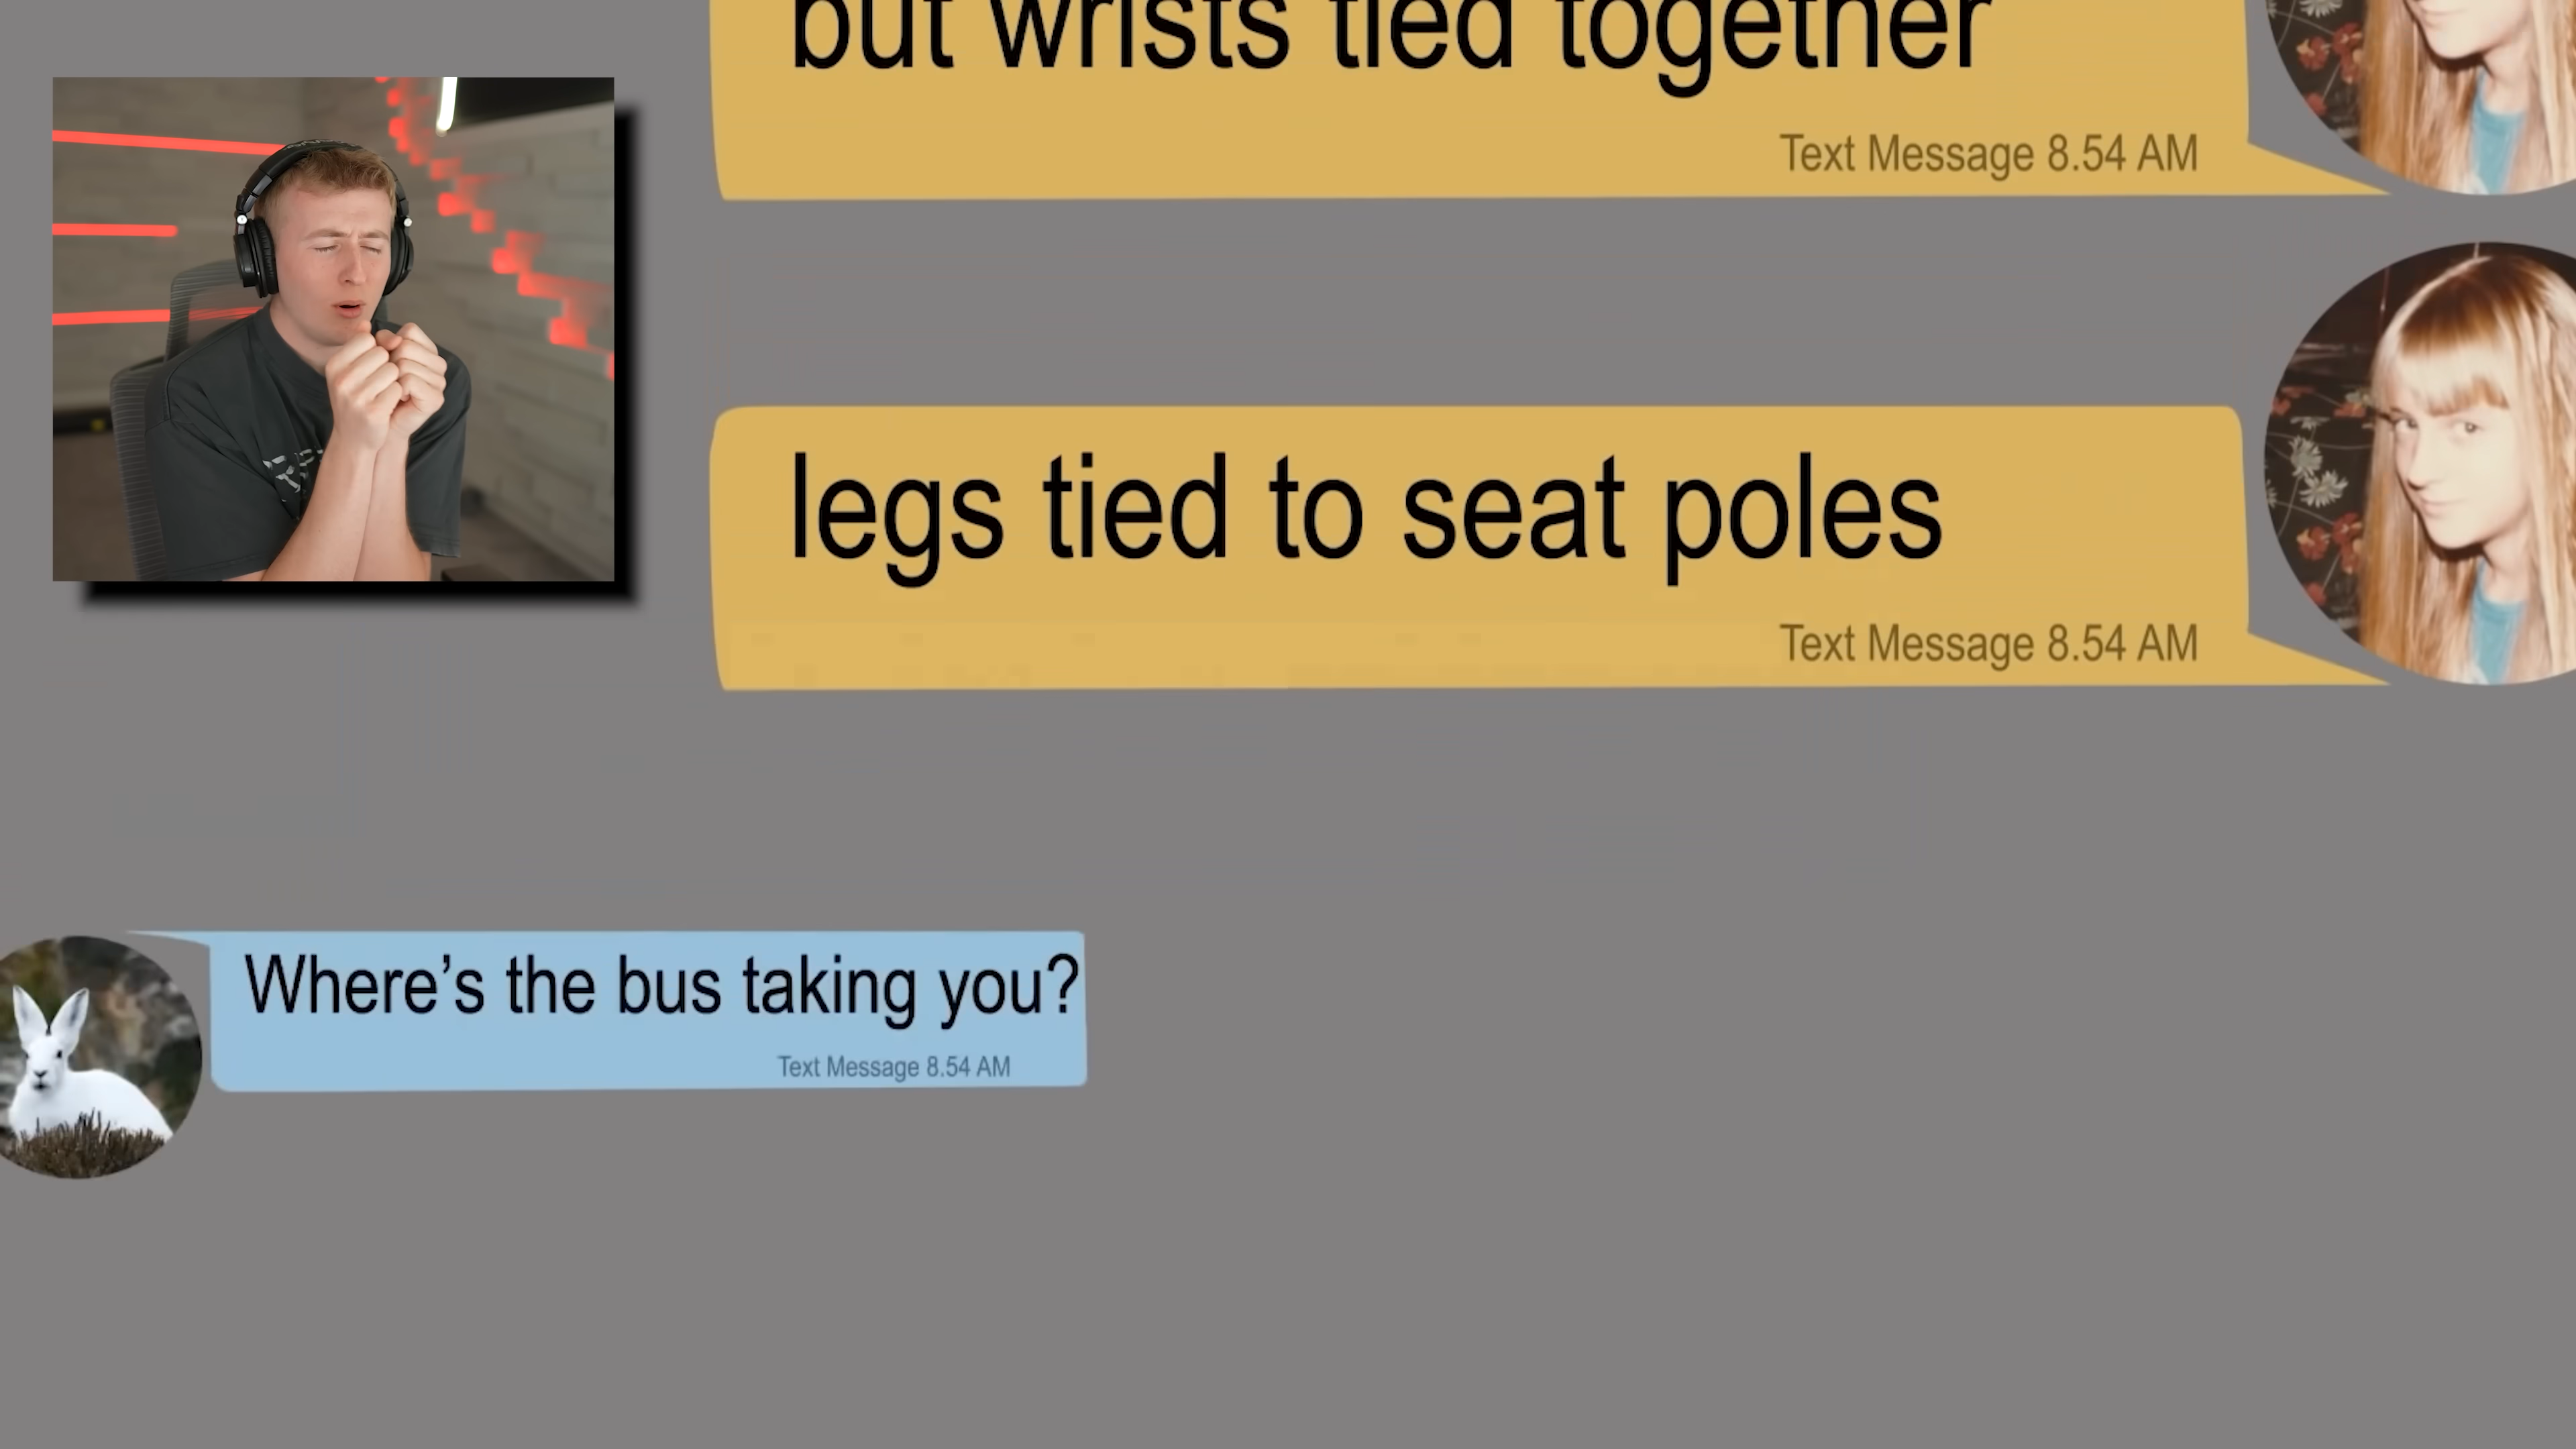 but wrists tied together
Text Message 8.54 AM
legs tied to seat poles
Text Message 8.54 AM
Where’s the bus taking you?
Text Message 8.54 AM